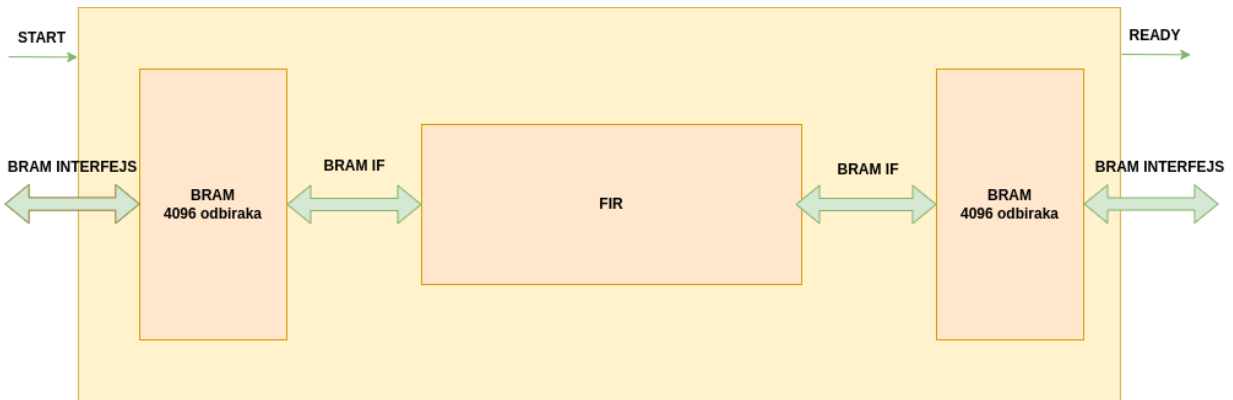 START
READY
BRAM INTERFEJS
BRAM IF
BRAM IF
BRAM INTERFEJS
BRAM
4096 odbiraka
FIR
BRAM
4096 odbiraka